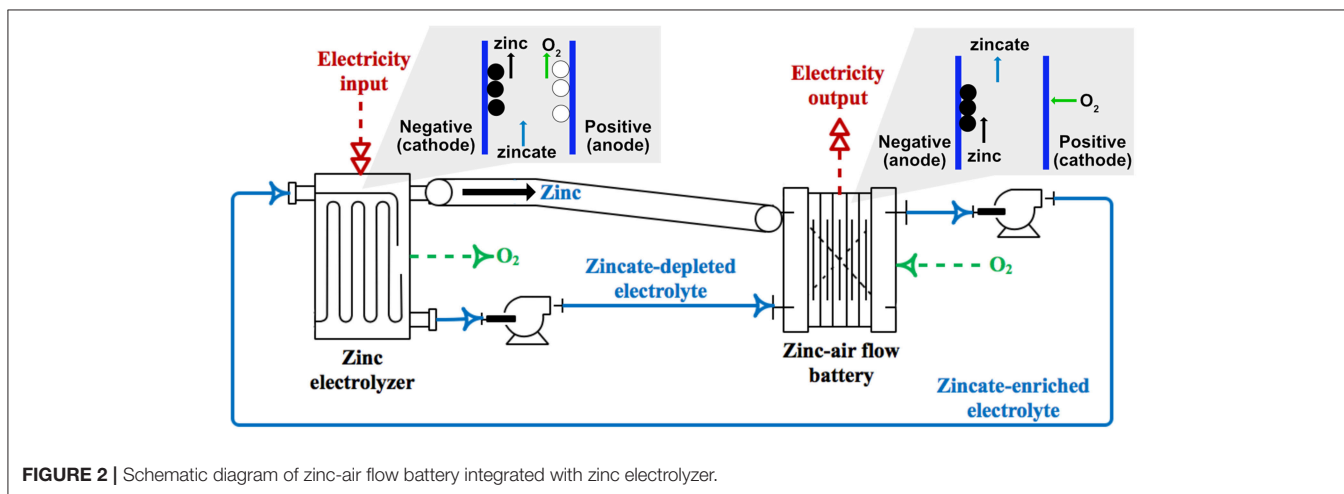 Electricity
input
zinc
O2
Negative
(cathode)
zincate
Positive
(anode)
Electricity
output
zincate
O2
Negative
(anode)
zinc
Positive
(cathode)
Zinc
O2
Zincate-depleted
electrolyte
O2
Zinc
electrolyzer
Zinc-air flow
battery
Zincate-enriched
electrolyte
FIGURE 2 | Schematic diagram of zinc-air flow battery integrated with zinc electrolyzer.